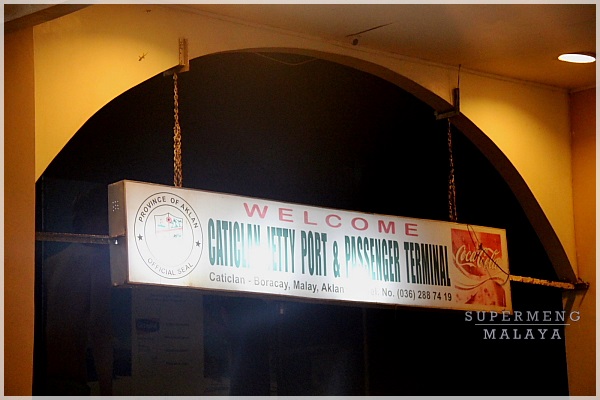 WELCOME
CATICLAN JETTY PORT & PASSENGER TERMINAL
Caticlan - Boracay, Malay, Aklan No. (036) 288 74 19
PROVINCE OF AKLAN
OFFICIAL SEAL
Coca-Cola
SUPERMENG
MALAYA